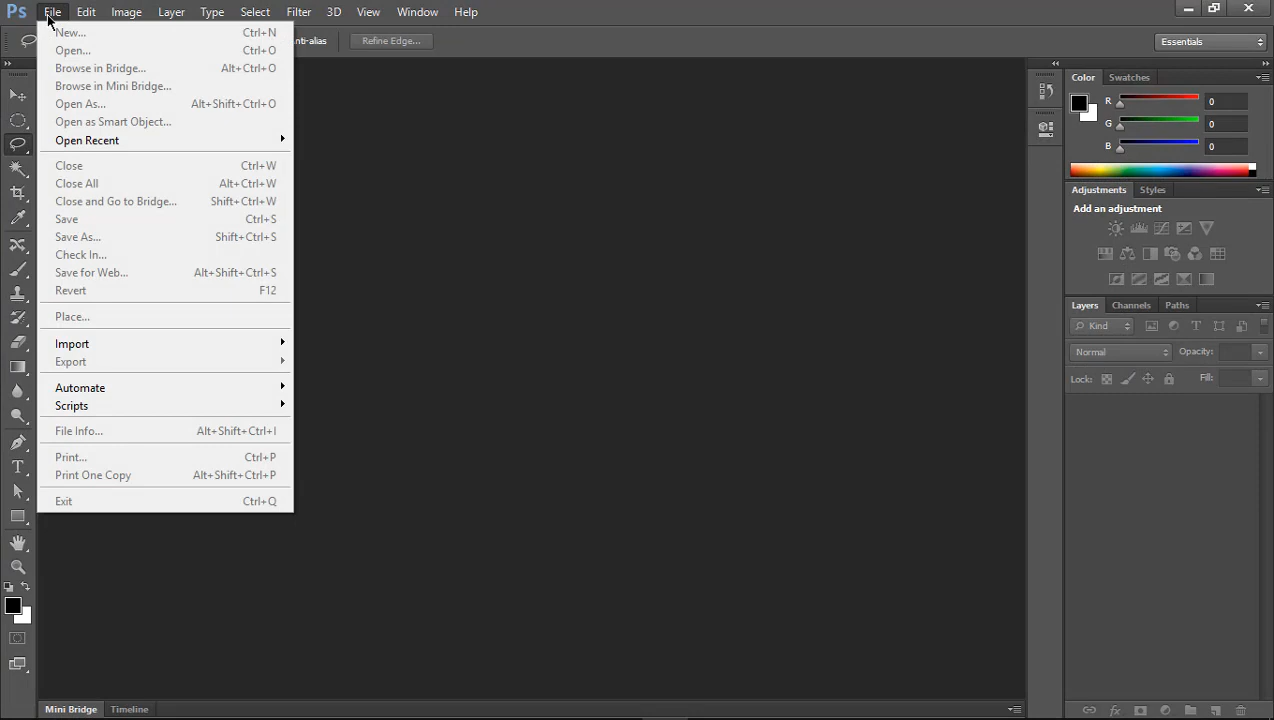 Ps File Edit Image Layer Type Select Filter 3D View Window Help
nti-alias Refine Edge... Essentials
New... Ctrl+N
Open... Ctrl+O
Browse in Bridge... Alt+Ctrl+O
Browse in Mini Bridge...
Open As... Alt+Shift+Ctrl+O
Open as Smart Object...
Open Recent
Close Ctrl+W
Close All Alt+Ctrl+W
Close and Go to Bridge... Shift+Ctrl+W
Save Ctrl+S
Save As... Shift+Ctrl+S
Check In...
Save for Web... Alt+Shift+Ctrl+S
Revert F12
Place...
Import
Export
Automate
Scripts
File Info... Alt+Shift+Ctrl+I
Print... Ctrl+P
Print One Copy Alt+Shift+Ctrl+P
Exit Ctrl+Q
Color Swatches
R 0
G 0
B 0
Adjustments Styles
Add an adjustment
Layers Channels Paths
Kind
Normal Opacity:
Lock: Fill:
Mini Bridge Timeline